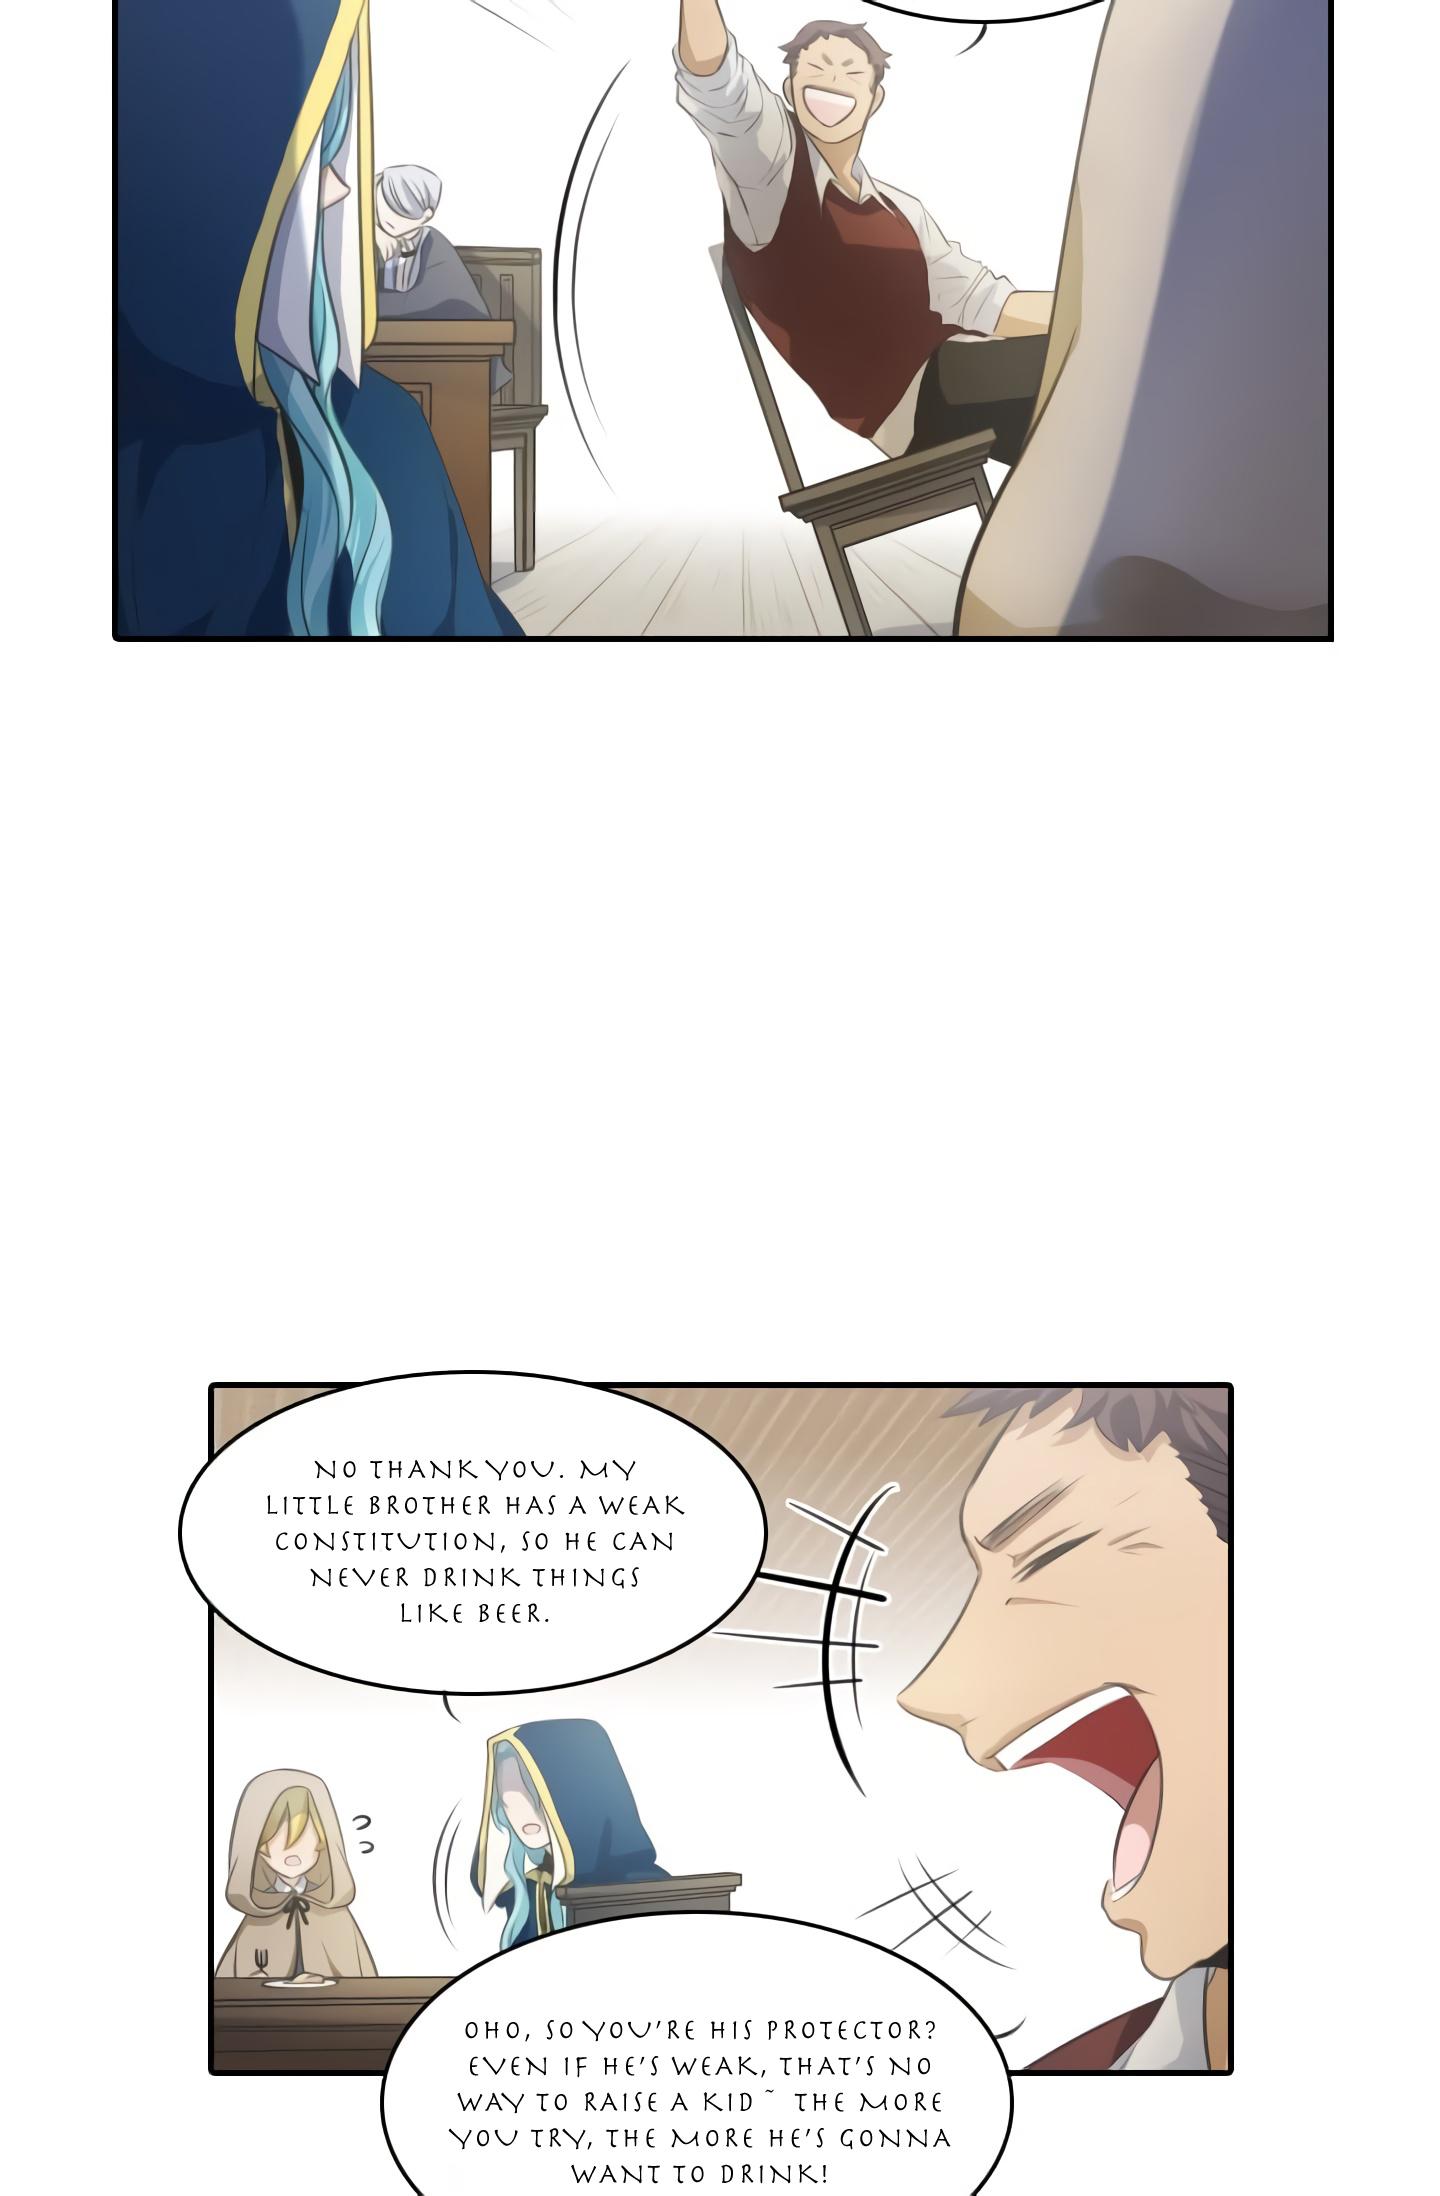 NO THANK YOU. MY
LITTLE BROTHER HAS A WEAK
CONSTITUTION, SO HE CAN
NEVER DRINK THINGS
LIKE BEER.
OHO, SO YOU'RE HIS PROTECTOR?
EVEN IF HE'S WEAK, THAT'S NO
WAY TO RAISE A KID~ THE MORE
YOU TRY, THE MORE HE'S GONNA
WANT TO DRINK!